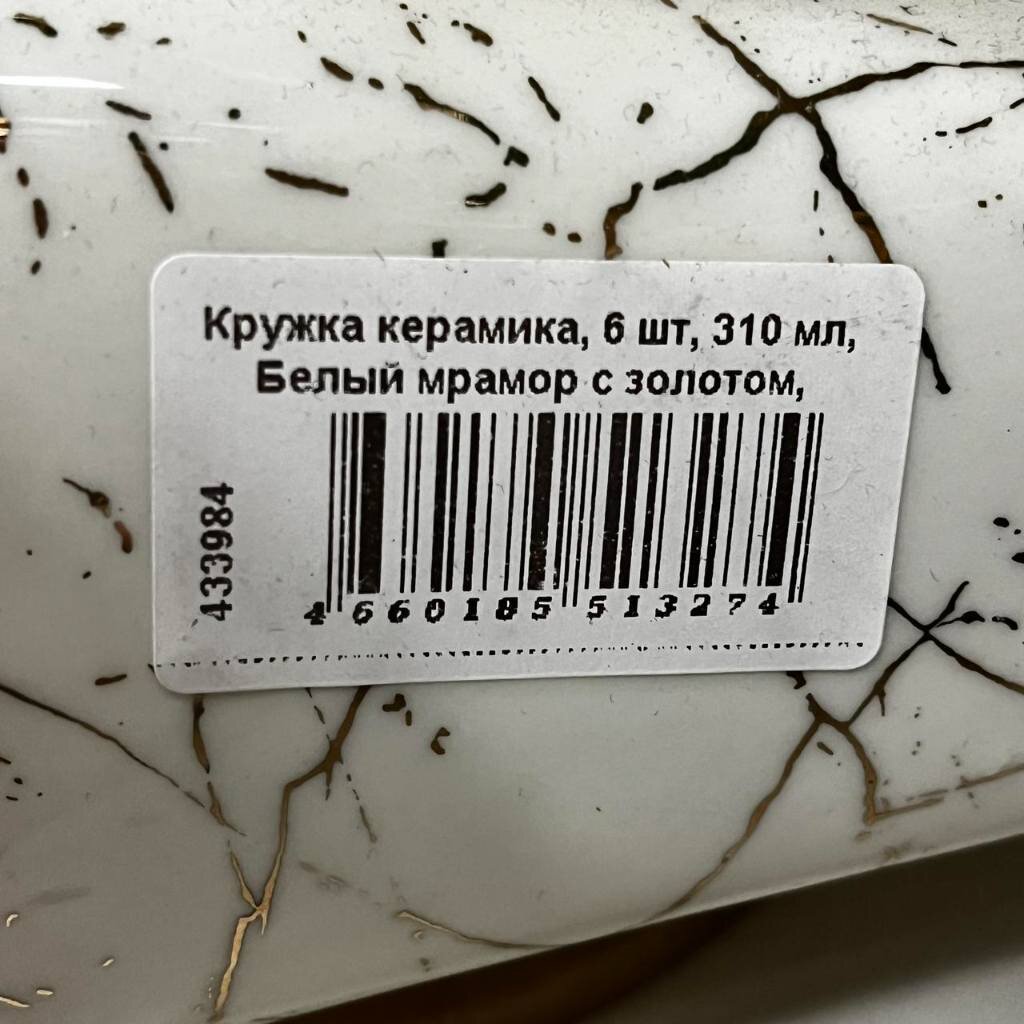 Кружка керамика, 6 шт, 310 мл,
Белый мрамор с золотом,
433984
4 660185 513274